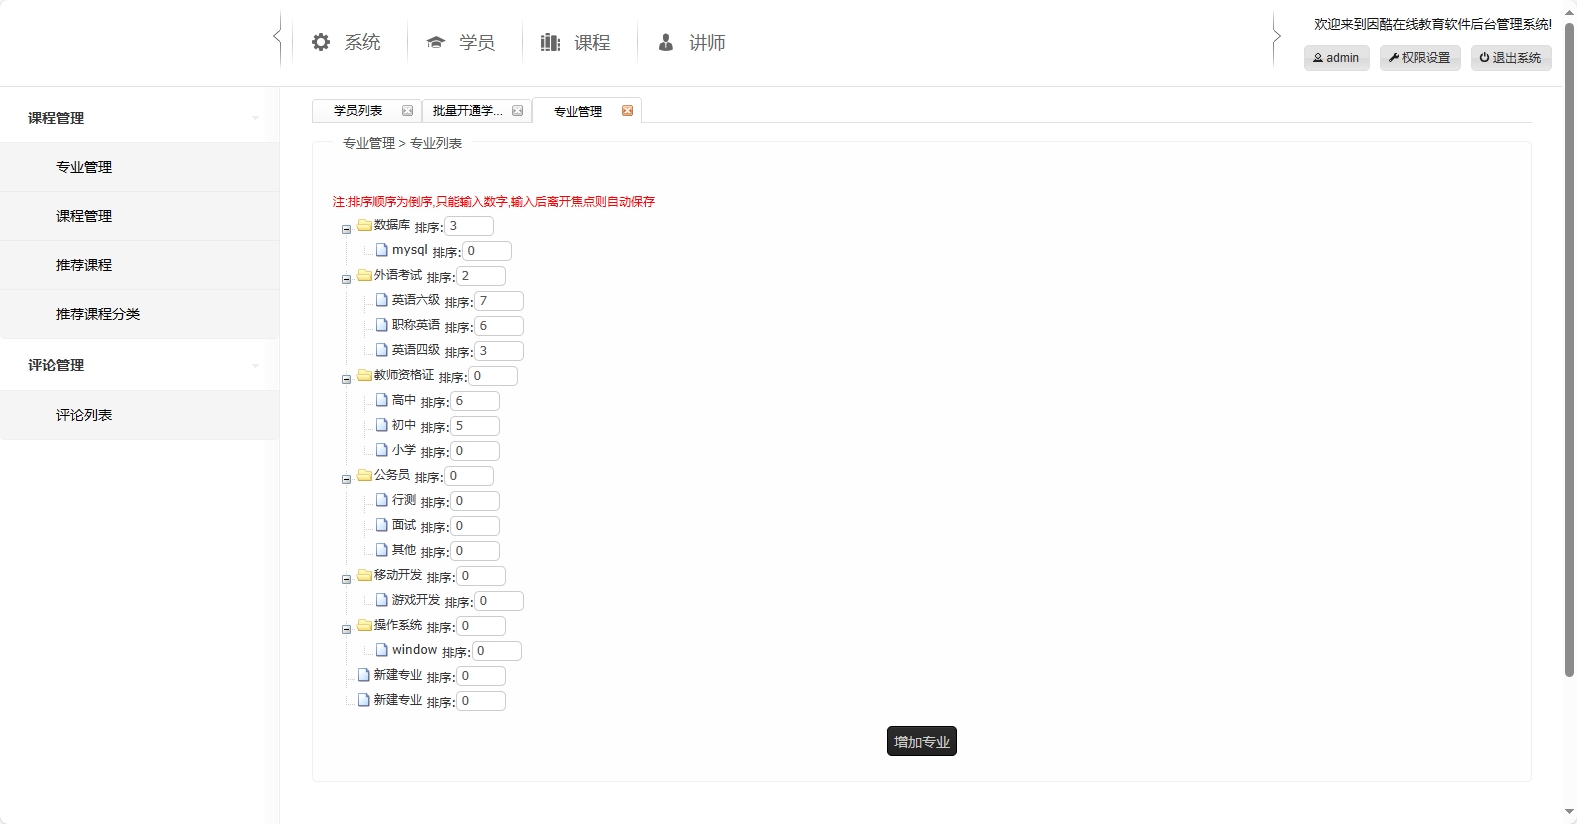 系统
学员
课程
讲师
欢迎来到因酷在线教育软件后台管理系统!
admin
权限设置
退出系统
课程管理
专业管理
课程管理
推荐课程
推荐课程分类
评论管理
评论列表
学员列表
批量开通学...
专业管理
专业管理 > 专业列表
注:排序顺序为倒序,只能输入数字,输入后离开焦点则自动保存
数据库 排序: 3
mysql 排序: 0
外语考试 排序: 2
英语六级 排序: 7
职称英语 排序: 6
英语四级 排序: 3
教师资格证 排序: 0
高中 排序: 6
初中 排序: 5
小学 排序: 0
公务员 排序: 0
行测 排序: 0
面试 排序: 0
其他 排序: 0
移动开发 排序: 0
游戏开发 排序: 0
操作系统 排序: 0
window 排序: 0
新建专业 排序: 0
新建专业 排序: 0
增加专业